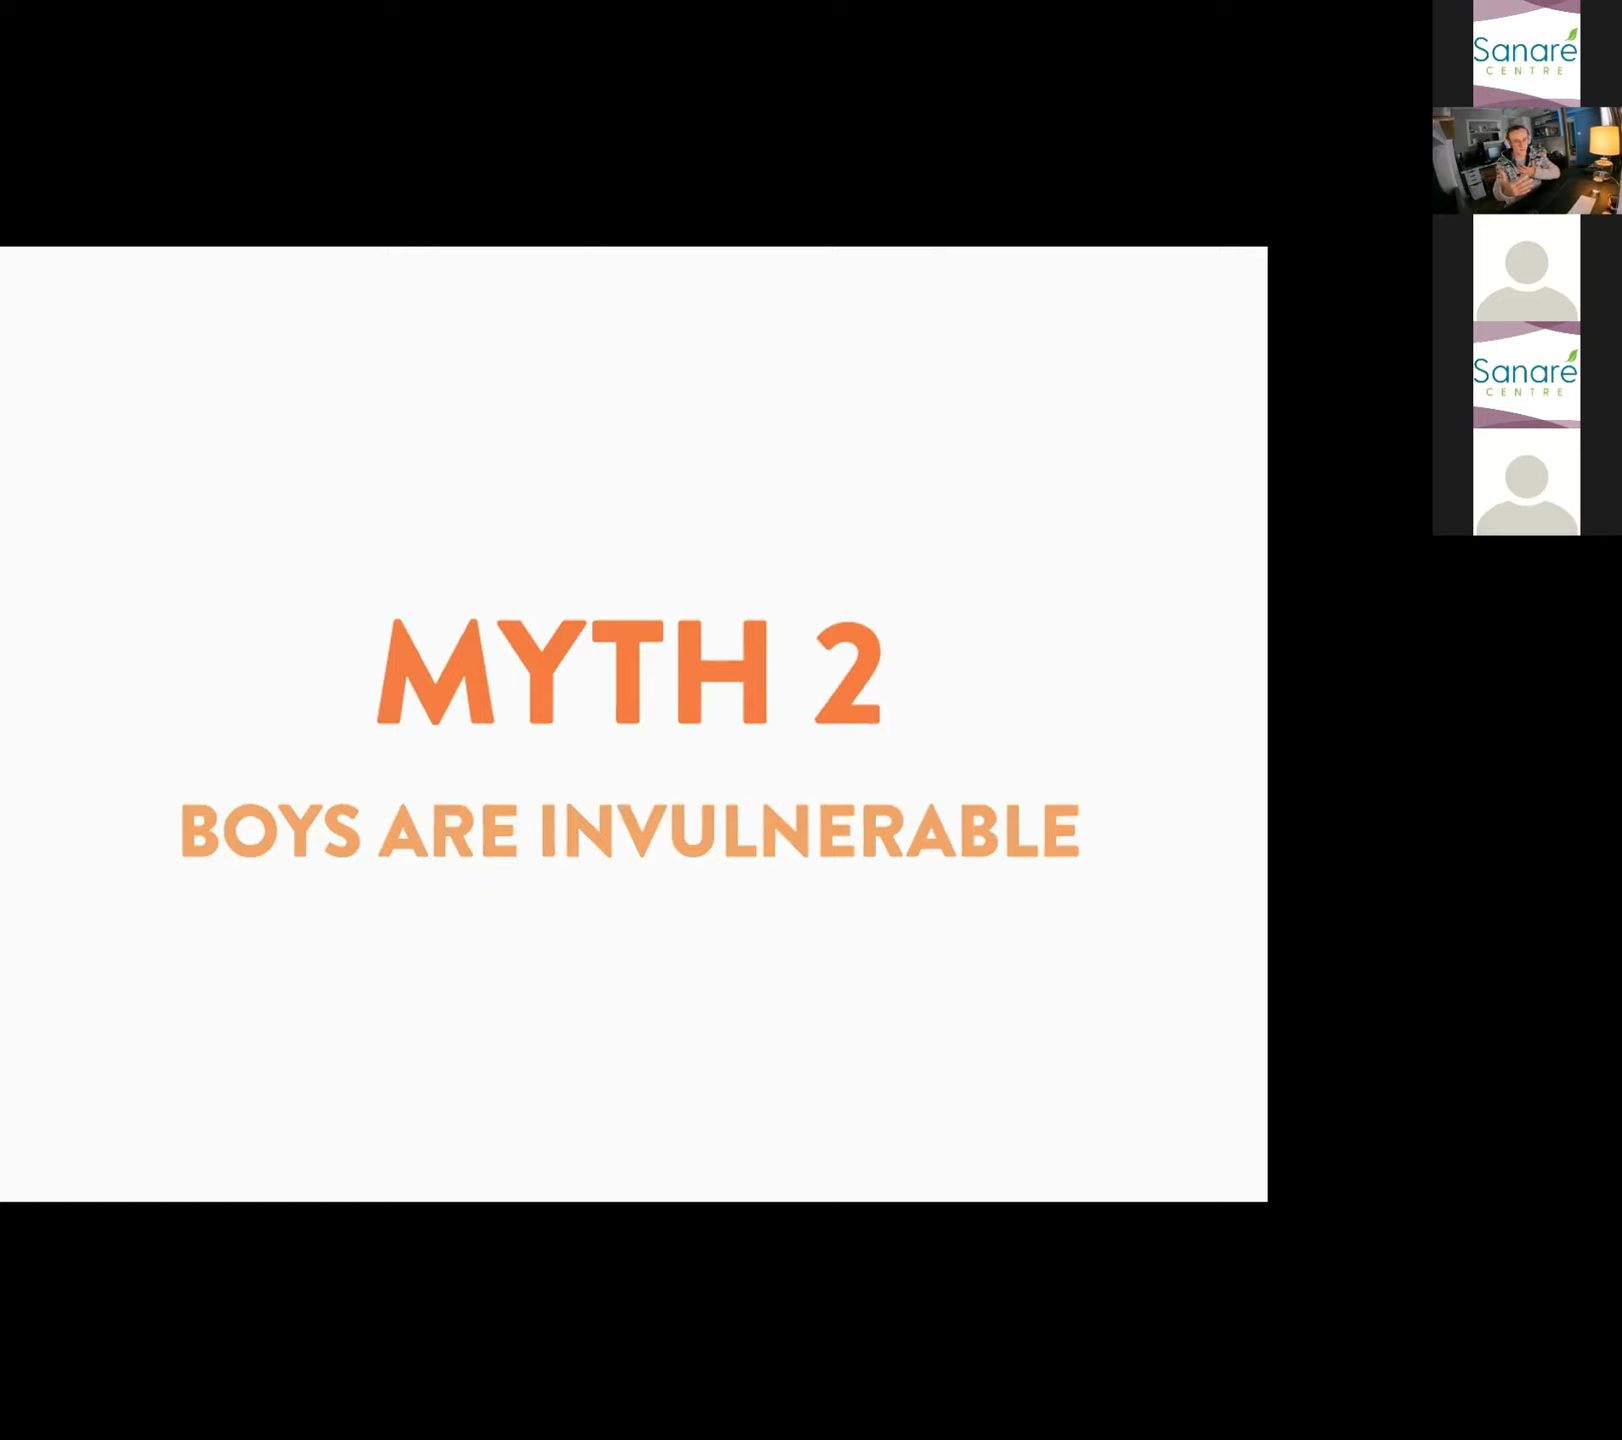 Sanaré
CENTRE
MYTH 2
BOYS ARE INVULNERABLE
Sanaré
CENTRE